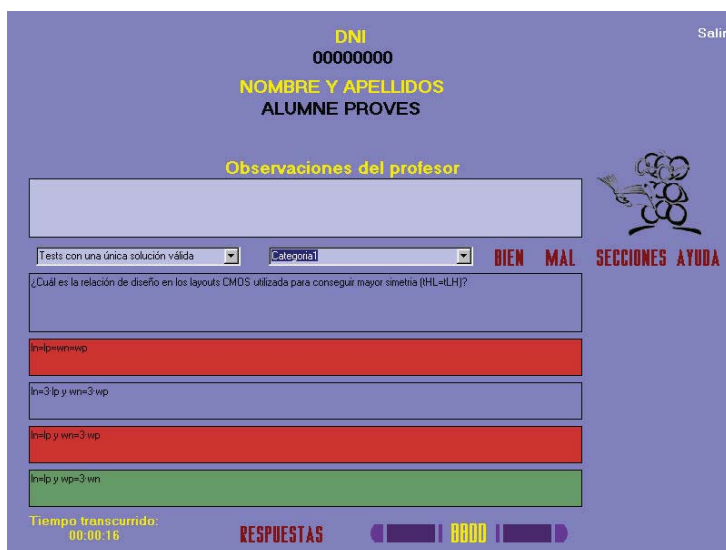 DNI
Salir
00000000
NOMBRE Y APELLIDOS
ALUMNE PROVES
Observaciones del profesor
Tests con una única solución válida
Categoria1
BIEN MAL SECCIONES AYUDA
¿Cuál es la relación de diseño en los layouts CMOS utilizada para conseguir mayor simetria (tHL=tLH)?
ln=lp=wn=wp
ln=3·lp y wn=3·wp
ln=lp y wn=3·wp
ln=lp y wp=3·wn
Tiempo transcurrido:
00:00:16
RESPUESTAS
BBDD